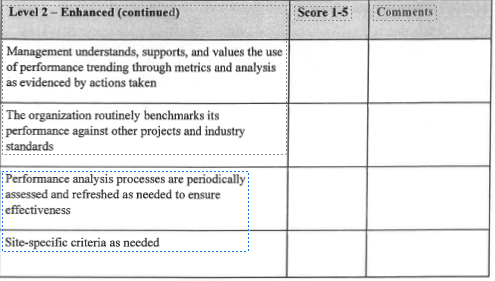 Level 2 – Enhanced (continued)
Score 1-5
Comments
Management understands, supports, and values the use
of performance trending through metrics and analysis
as evidenced by actions taken
The organization routinely benchmarks its
performance against other projects and industry
standards
Performance analysis processes are periodically
assessed and refreshed as needed to ensure
effectiveness
Site-specific criteria as needed